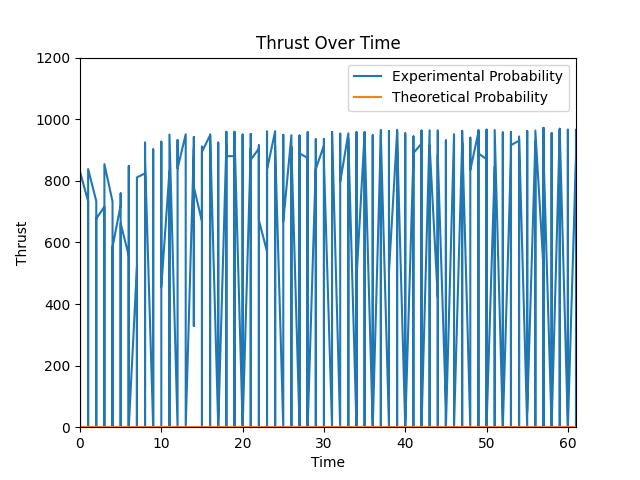 Thrust Over Time
Experimental Probability
Theoretical Probability
1200
1000
800
600
400
200
0
Thrust
0 10 20 30 40 50 60
Time